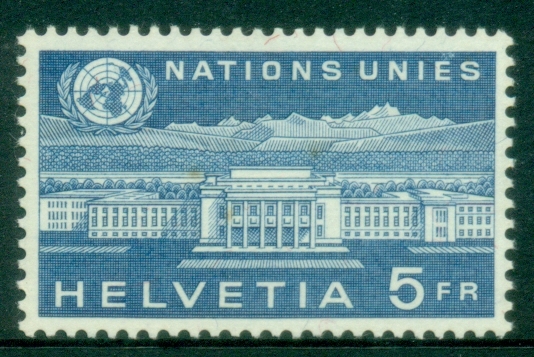 NATIONS UNIES
HELVETIA 5 FR